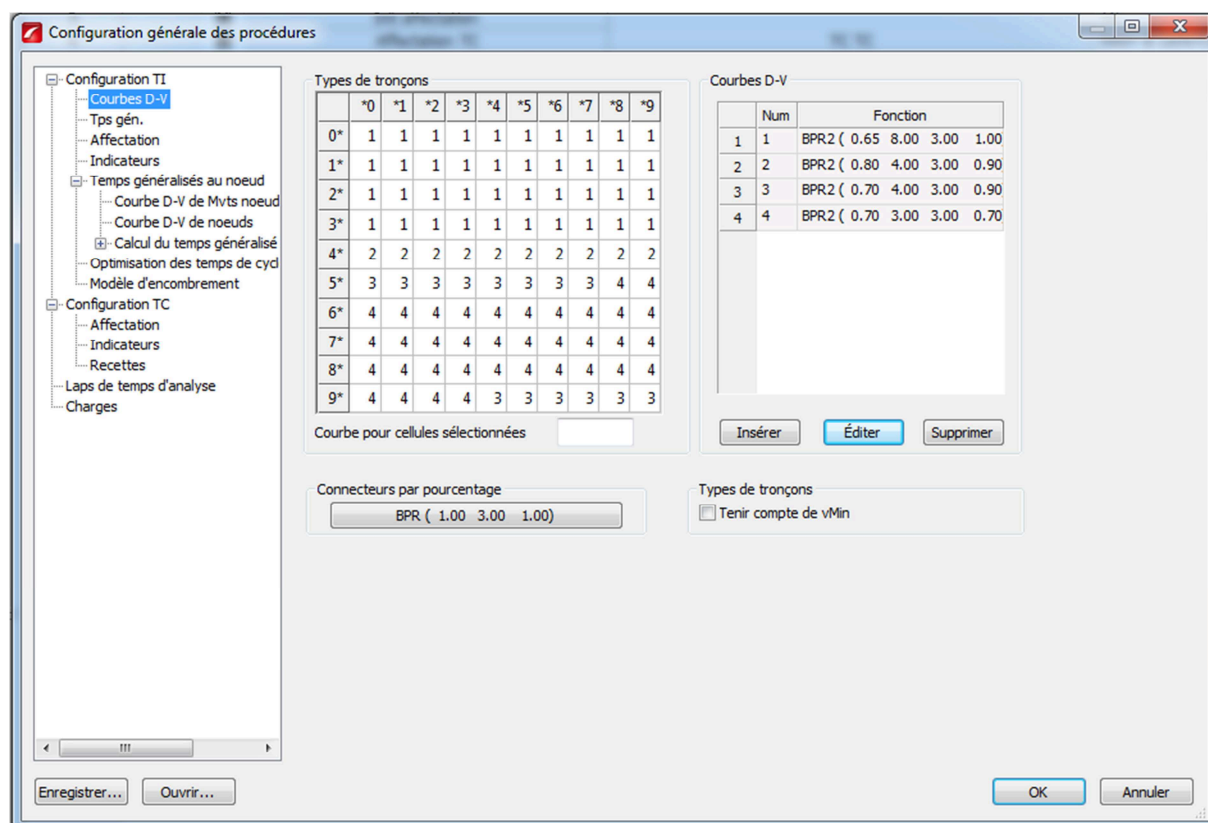 Configuration générale des procédures
Configuration TI
Courbes D-V
Tps gén.
Affectation
Indicateurs
Temps généralisés au noeud
Courbe D-V de Mvts noeud
Courbe D-V de noeuds
Calcul du temps généralisé
Optimisation des temps de cycl
Modèle d'encombrement
Configuration TC
Affectation
Indicateurs
Recettes
Laps de temps d'analyse
Charges
Types de tronçons
*0 *1 *2 *3 *4 *5 *6 *7 *8 *9
0* 1 1 1 1 1 1 1 1 1 1
1* 1 1 1 1 1 1 1 1 1 1
2* 1 1 1 1 1 1 1 1 1 1
3* 1 1 1 1 1 1 1 1 1 1
4* 2 2 2 2 2 2 2 2 2 2
5* 3 3 3 3 3 3 3 3 4 4
6* 4 4 4 4 4 4 4 4 4 4
7* 4 4 4 4 4 4 4 4 4 4
8* 4 4 4 4 4 4 4 4 4 4
9* 4 4 4 4 3 3 3 3 3 3
Courbe pour cellules sélectionnées
Courbes D-V
Num Fonction
1 1 BPR2 ( 0.65 8.00 3.00 1.00
2 2 BPR2 ( 0.80 4.00 3.00 0.90
3 3 BPR2 ( 0.70 4.00 3.00 0.90
4 4 BPR2 ( 0.70 3.00 3.00 0.70
Insérer Éditer Supprimer
Connecteurs par pourcentage
BPR ( 1.00 3.00 1.00)
Types de tronçons
Tenir compte de vMin
Enregistrer... Ouvrir... OK Annuler